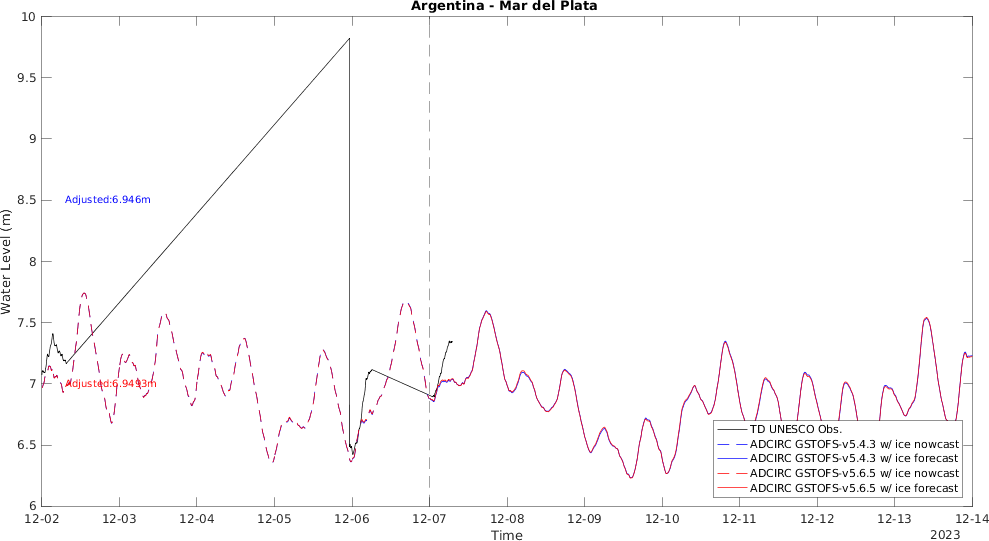 Argentina - Mar del Plata
10
9.5
9
8.5
8
7.5
7
6.5
6
Water Level (m)
Adjusted:6.946m
Adjusted:6.9493m
TD UNESCO Obs.
ADCIRC GSTOFS-v5.4.3 w/ ice nowcast
ADCIRC GSTOFS-v5.4.3 w/ ice forecast
ADCIRC GSTOFS-v5.6.5 w/ ice nowcast
ADCIRC GSTOFS-v5.6.5 w/ ice forecast
12-02 12-03 12-04 12-05 12-06 12-07 12-08 12-09 12-10 12-11 12-12 12-13 12-14
Time
2023